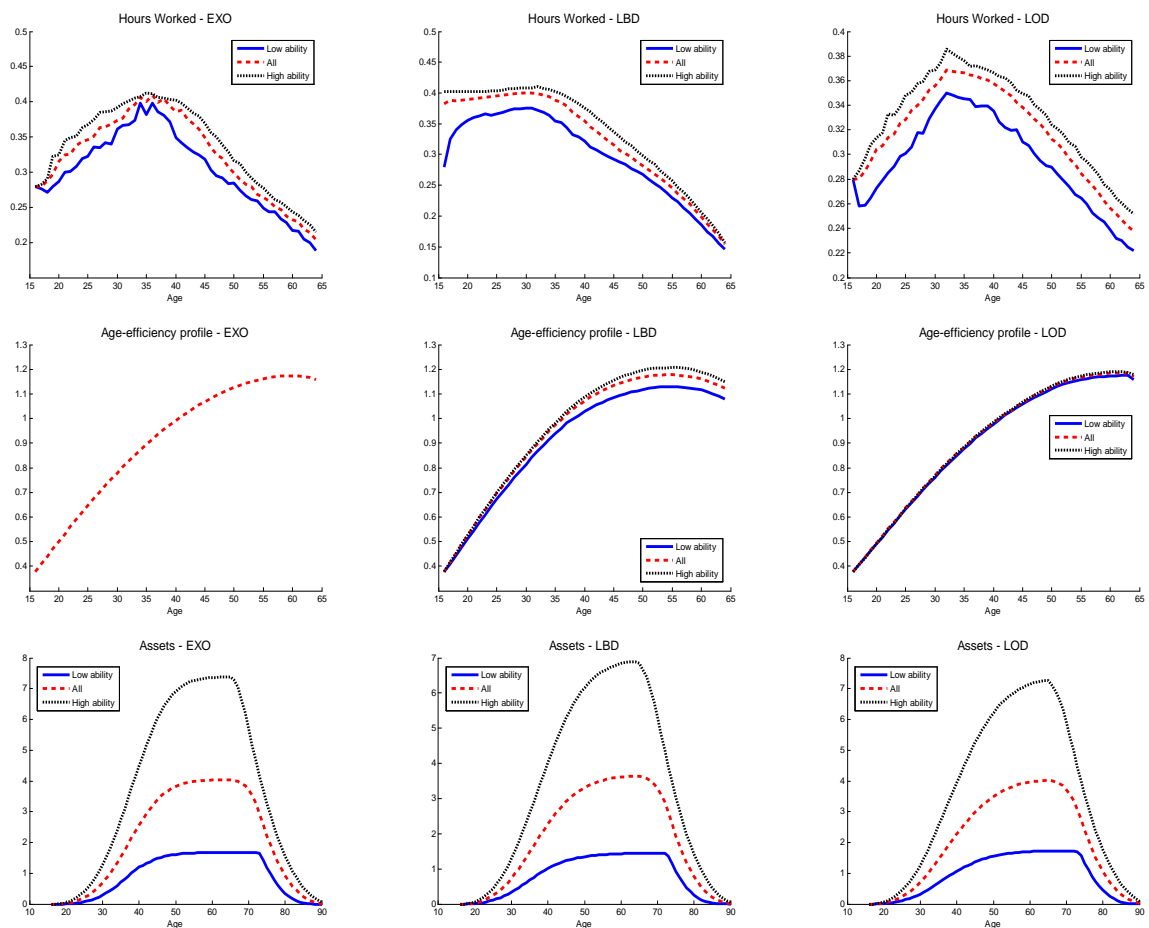 Hours Worked - EXO
0.5
0.45
0.4
0.35
0.3
0.25
0.2
15 20 25 30 35 40 45 50 55 60 65
Age
Low ability
All
High ability
Hours Worked - LBD
0.5
0.45
0.4
0.35
0.3
0.25
0.2
0.15
0.1
15 20 25 30 35 40 45 50 55 60 65
Age
Low ability
All
High ability
Hours Worked - LOD
0.4
0.38
0.36
0.34
0.32
0.3
0.28
0.26
0.24
0.22
0.2
15 20 25 30 35 40 45 50 55 60 65
Age
Low ability
All
High ability
Age-efficiency profile - EXO
1.3
1.2
1.1
1
0.9
0.8
0.7
0.6
0.5
0.4
15 20 25 30 35 40 45 50 55 60 65
Age
Age-efficiency profile - LBD
1.3
1.2
1.1
1
0.9
0.8
0.7
0.6
0.5
0.4
15 20 25 30 35 40 45 50 55 60 65
Age
Low ability
All
High ability
Age-efficiency profile - LOD
1.3
1.2
1.1
1
0.9
0.8
0.7
0.6
0.5
0.4
15 20 25 30 35 40 45 50 55 60 65
Age
Low ability
All
High ability
Assets - EXO
8
7
6
5
4
3
2
1
0
10 20 30 40 50 60 70 80 90
Age
Low ability
All
High ability
Assets - LBD
7
6
5
4
3
2
1
0
10 20 30 40 50 60 70 80 90
Age
Low ability
All
High ability
Assets - LOD
8
7
6
5
4
3
2
1
0
10 20 30 40 50 60 70 80 90
Age
Low ability
All
High ability